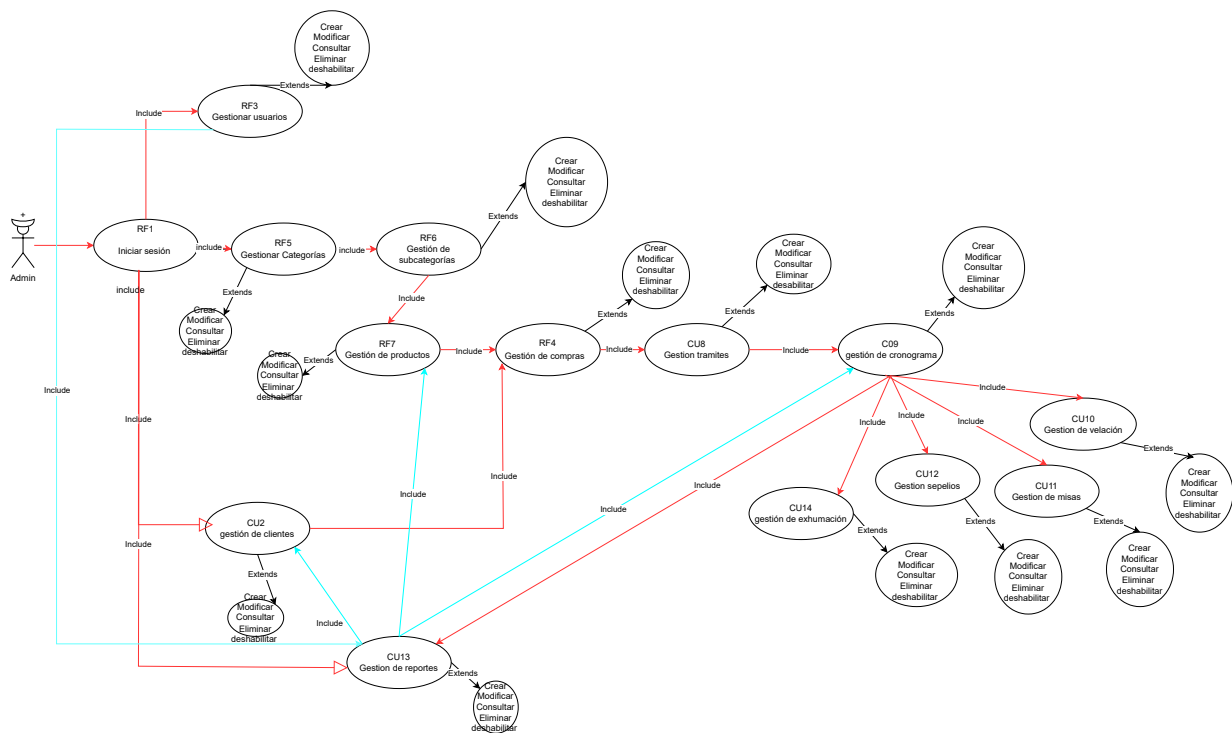 Crear
Modificar
Consultar
Eliminar
deshabilitar
Extends
RF3
Gestionar usuarios
Include
Admin
RF1
Iniciar sesión
include
include
RF5
Gestionar Categorías
include
RF6
Gestión de
subcategorías
Extends
Crear
Modificar
Consultar
Eliminar
deshabilitar
Extends
Crear
Modificar
Consultar
Eliminar
deshabilitar
Include
RF7
Gestión de productos
Extends
Crear
Modificar
Consultar
Eliminar
deshabilitar
Include
RF4
Gestión de compras
Extends
Crear
Modificar
Consultar
Eliminar
deshabilitar
Include
CU8
Gestion tramites
Extends
Crear
Modificar
Consultar
Eliminar
desabilitar
Include
C09
gestión de cronograma
Extends
Crear
Modificar
Consultar
Eliminar
deshabilitar
Include
Include
Include
Include
CU10
Gestion de velación
Extends
Crear
Modificar
Consultar
Eliminar
deshabilitar
CU12
Gestion sepelios
Extends
Crear
Modificar
Consultar
Eliminar
deshabilitar
CU11
Gestion de misas
Extends
Crear
Modificar
Consultar
Eliminar
deshabilitar
CU14
gestión de exhumación
Extends
Crear
Modificar
Consultar
Eliminar
deshabilitar
Include
Include
Include
Include
Include
Include
Include
CU2
gestión de clientes
Extends
Crear
Modificar
Consultar
Eliminar
deshabilitar
Include
CU13
Gestion de reportes
Extends
Crear
Modificar
Consultar
Eliminar
deshabilitar